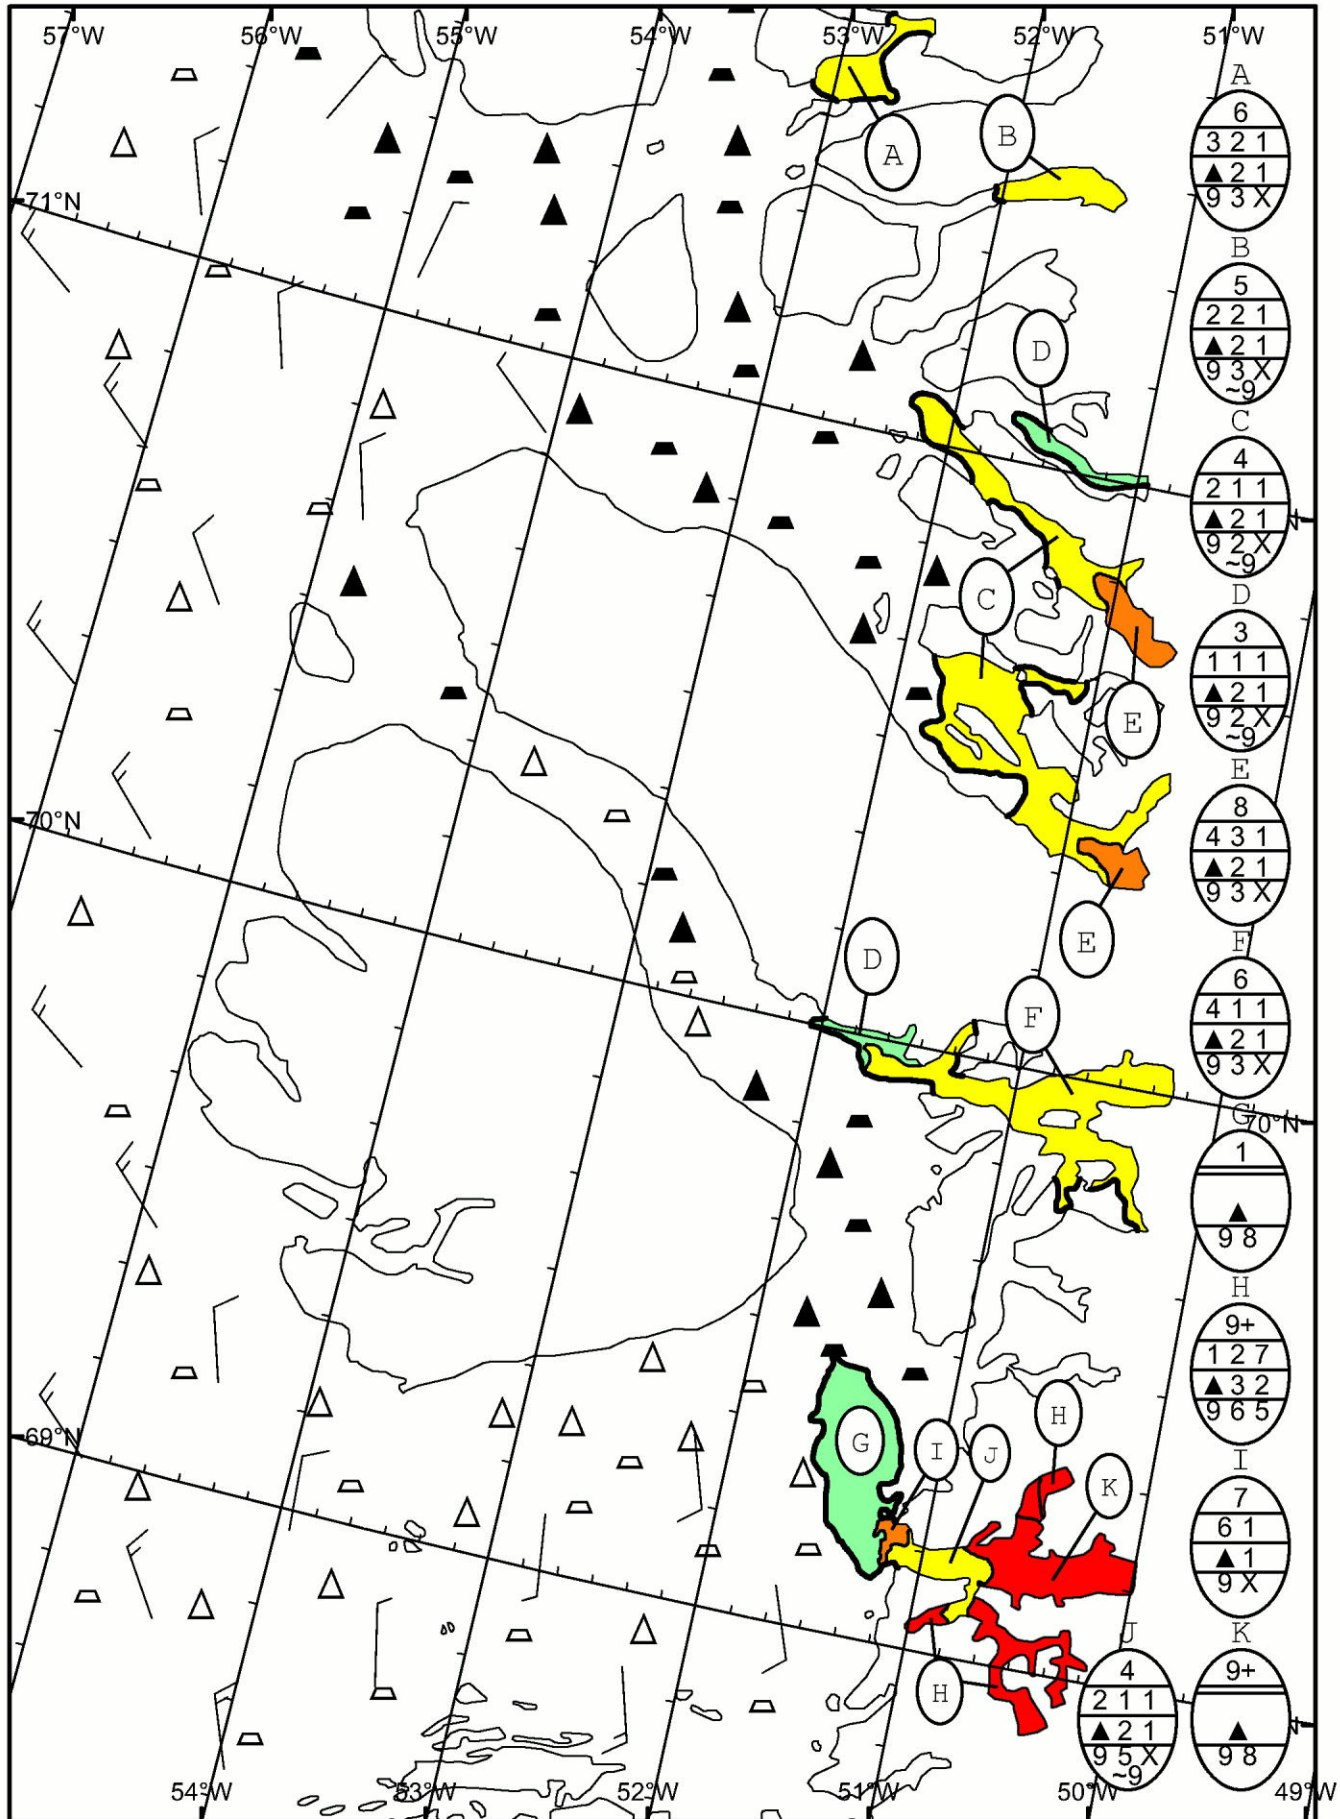 57°W 56°W 55°W 54°W 53°W 52°W 51°W
A
6
3 2 1
▲ 2 1
9 3 X
B
5
2 2 1
▲ 2 1
9 3 X
~9
C
4
2 1 1
▲ 2 1
9 2 X
~9
D
3
1 1 1
▲ 2 1
9 2 X
~9
E
8
4 3 1
▲ 2 1
9 3 X
F
6
4 1 1
▲ 2 1
9 3 X
G
1
▲
9 8
H
9+
1 2 7
▲ 3 2
9 6 5
I
7
6 1
▲ 1
9 X
J
4
2 1 1
▲ 2 1
9 5 X
~9
K
9+
▲
9 8
A
B
71°N
D
C
E
70°N
E
D
F
70°N
H
G
I
J
K
69°N
H
54°W 53°W 52°W 51°W 50°W 49°W